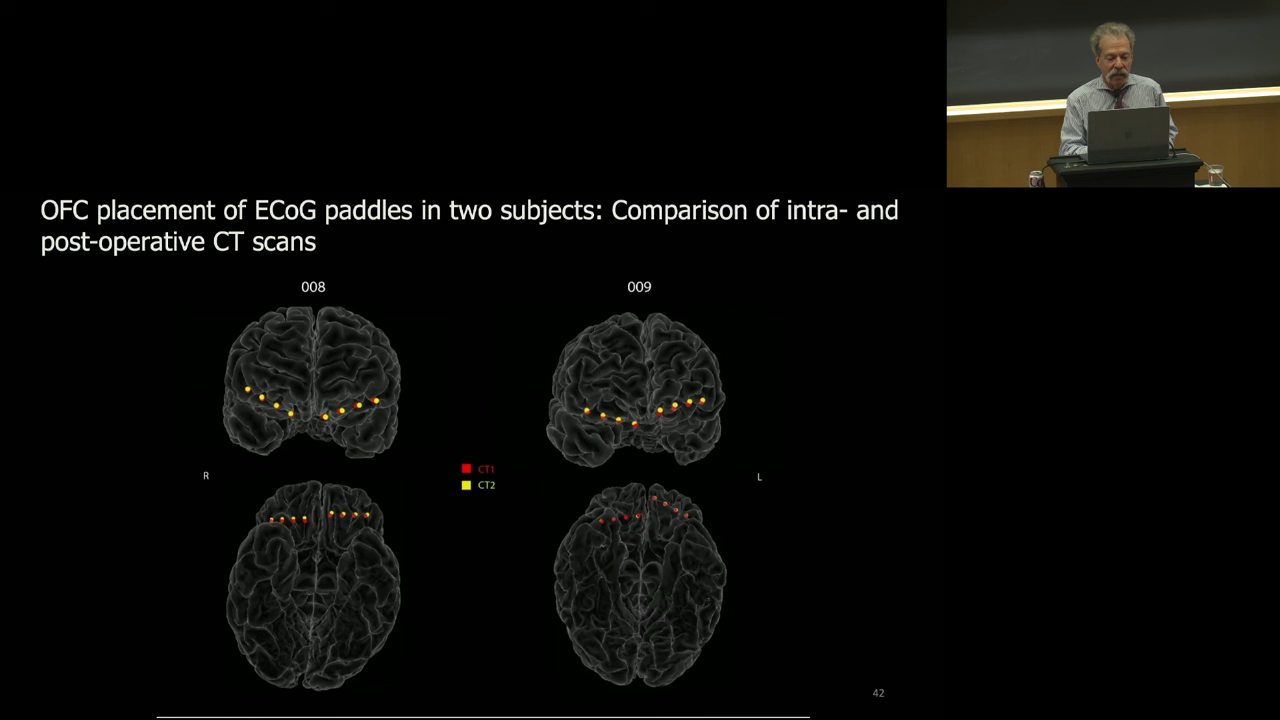 OFC placement of ECoG paddles in two subjects: Comparison of intra- and
post-operative CT scans
008
009
R
CT1
CT2
L
42